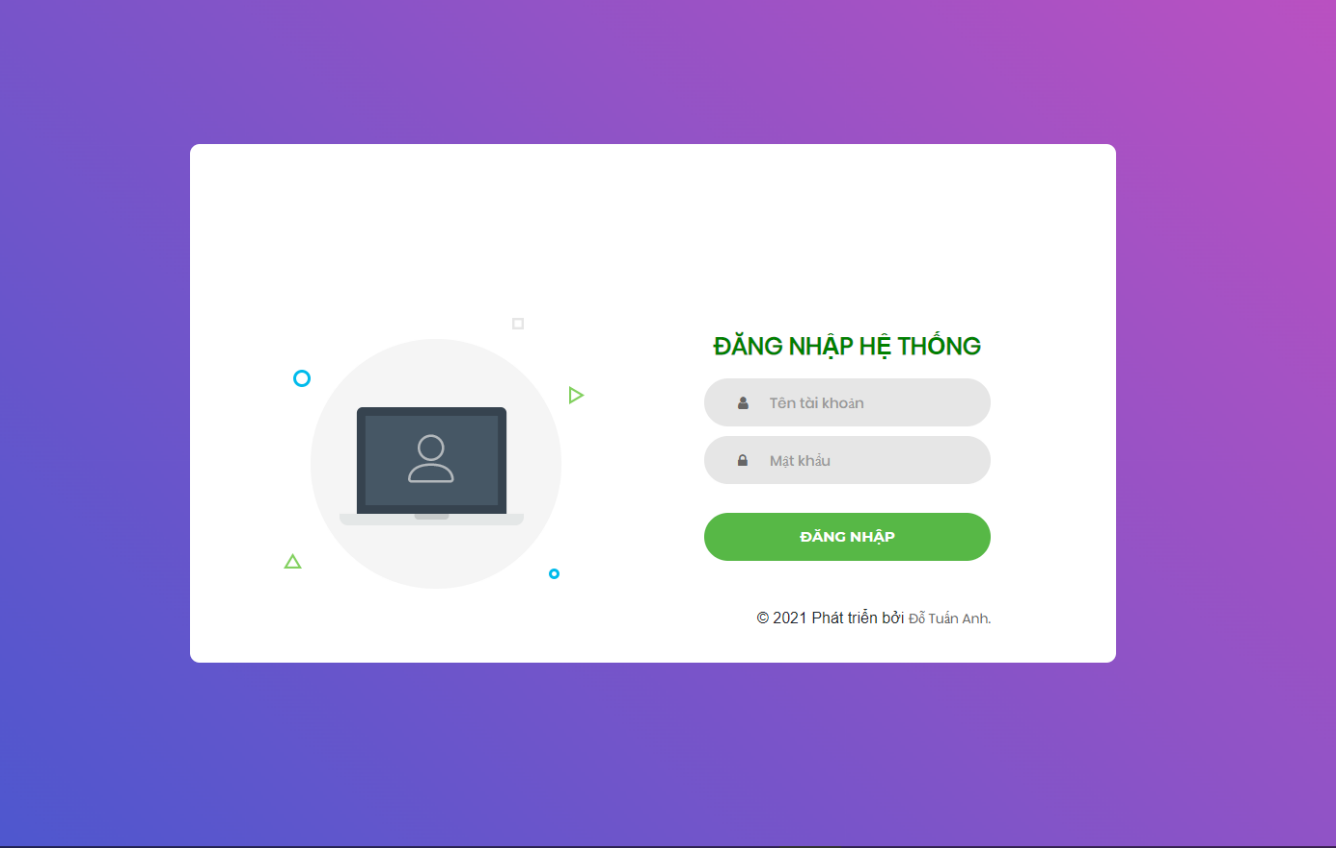 ĐĂNG NHẬP HỆ THỐNG
Tên tài khoản
Mật khẩu
ĐĂNG NHẬP
© 2021 Phát triển bởi Đỗ Tuấn Anh.